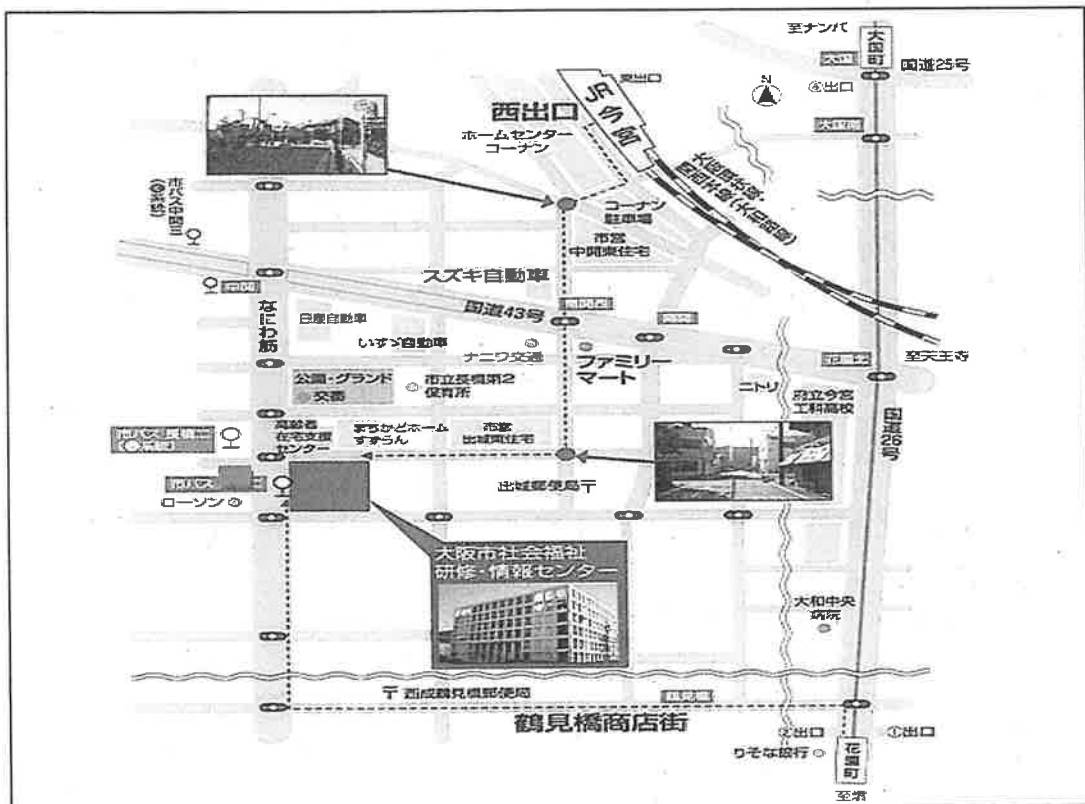 至ナンバ
大国町
国道25号
④出口
N
東出口
JR今宮
西出口
ホームセンター
コーナン
コーナン
駐車場
市営
中開東住宅
スズキ自動車
国道43号
なにわ筋
日産自動車
いすゞ自動車
ナニワ交通
ファミリー
マート
至天王寺
公園・グランド
交番
市立長橋第2
保育所
ニトリ
府立今宮
工科高校
国道26号
高齢者
在宅支援
センター
まちかどホーム
すずらん
市営
出城東住宅
出城郵便局〒
ローソン
大阪市社会福祉
研修・情報センター
大和中央
病院
〒西成鶴見橋郵便局
鶴見橋
鶴見橋商店街
②出口
①出口
りそな銀行
花園町
至堺